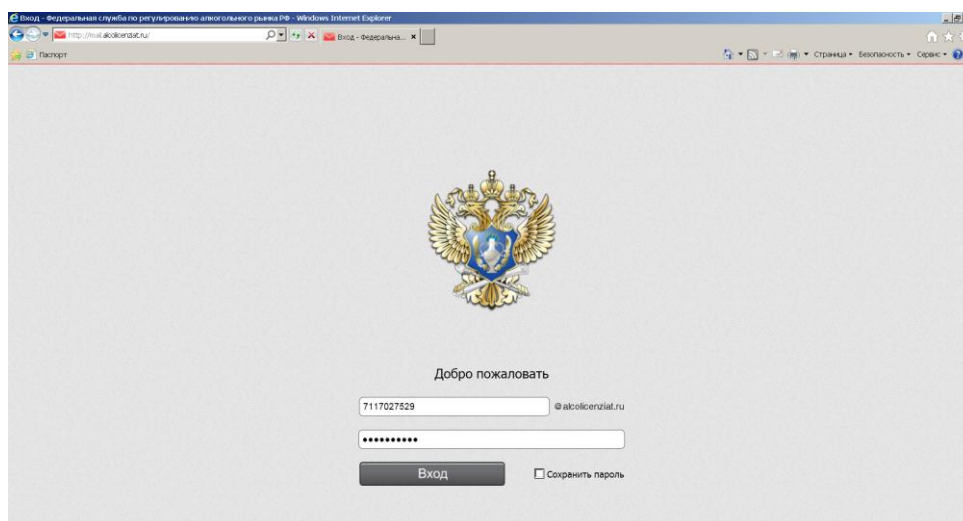 Вход - Федеральная служба по регулированию алкогольного рынка РФ - Windows Internet Explorer
http://mail.alcolicenziat.ru/
Вход - Федеральна...
Паспорт
Страница
Безопасность
Сервис
Добро пожаловать
7117027529
@alcolicenziat.ru
••••••••••
Вход
Сохранить пароль